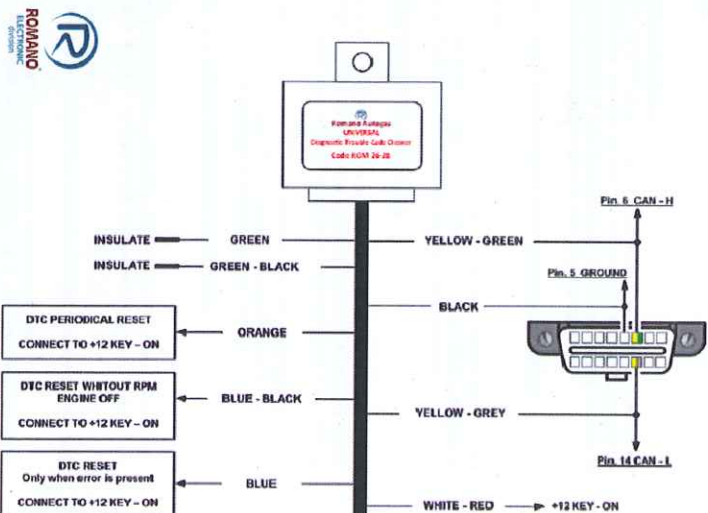 ROMANO
ELECTRONIC
division
Romano Autogas
UNIVERSAL
Diagnostic Trouble Code Cleaner
Code ROM 26-28
Pin. 6 CAN - H
INSULATE
GREEN
YELLOW - GREEN
INSULATE
GREEN - BLACK
Pin. 5 GROUND
BLACK
DTC PERIODICAL RESET
CONNECT TO +12 KEY – ON
ORANGE
DTC RESET WHITOUT RPM
ENGINE OFF
CONNECT TO +12 KEY – ON
BLUE - BLACK
YELLOW - GREY
Pin. 14 CAN - L
DTC RESET
Only when error is present
CONNECT TO +12 KEY – ON
BLUE
WHITE - RED
+12 KEY - ON